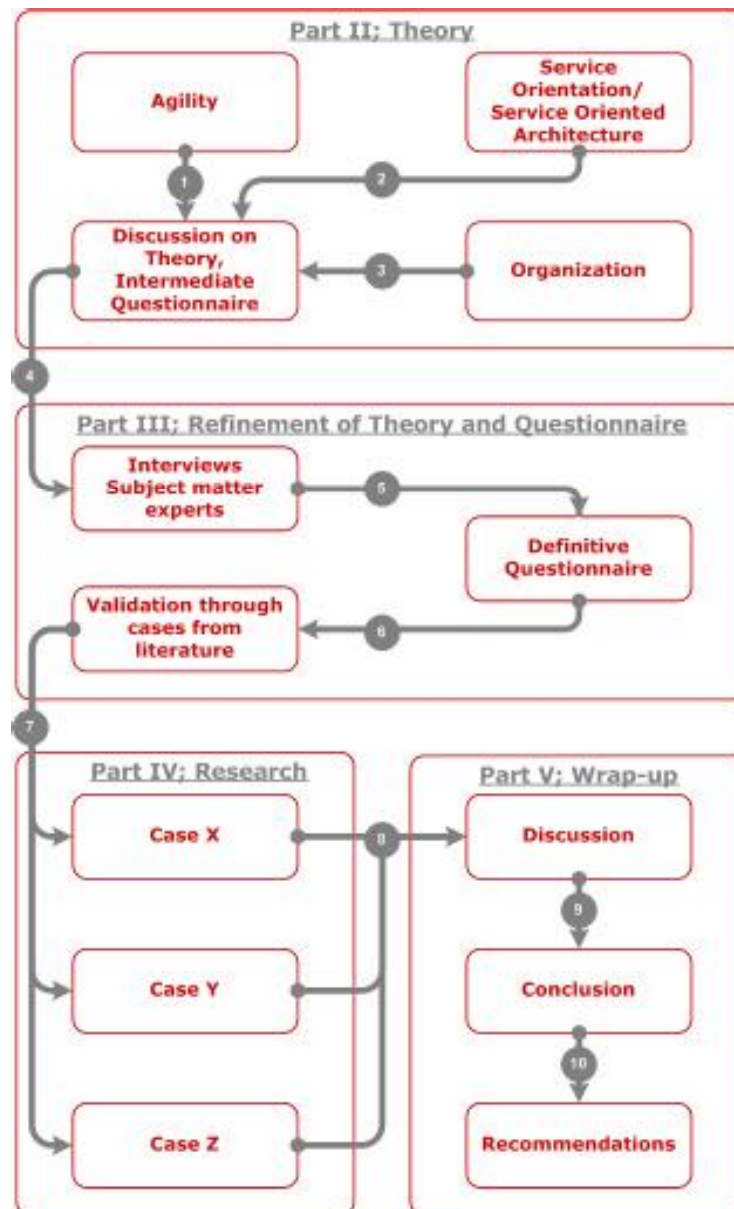 Part II; Theory
Agility
Service
Orientation/
Service Oriented
Architecture
1
2
Discussion on
Theory,
Intermediate
Questionnaire
3
Organization
4
Part III; Refinement of Theory and Questionnaire
Interviews
Subject matter
experts
5
Definitive
Questionnaire
Validation through
cases from
literature
6
7
Part IV; Research
Part V; Wrap-up
Case X
8
Discussion
9
Case Y
Conclusion
10
Case Z
Recommendations